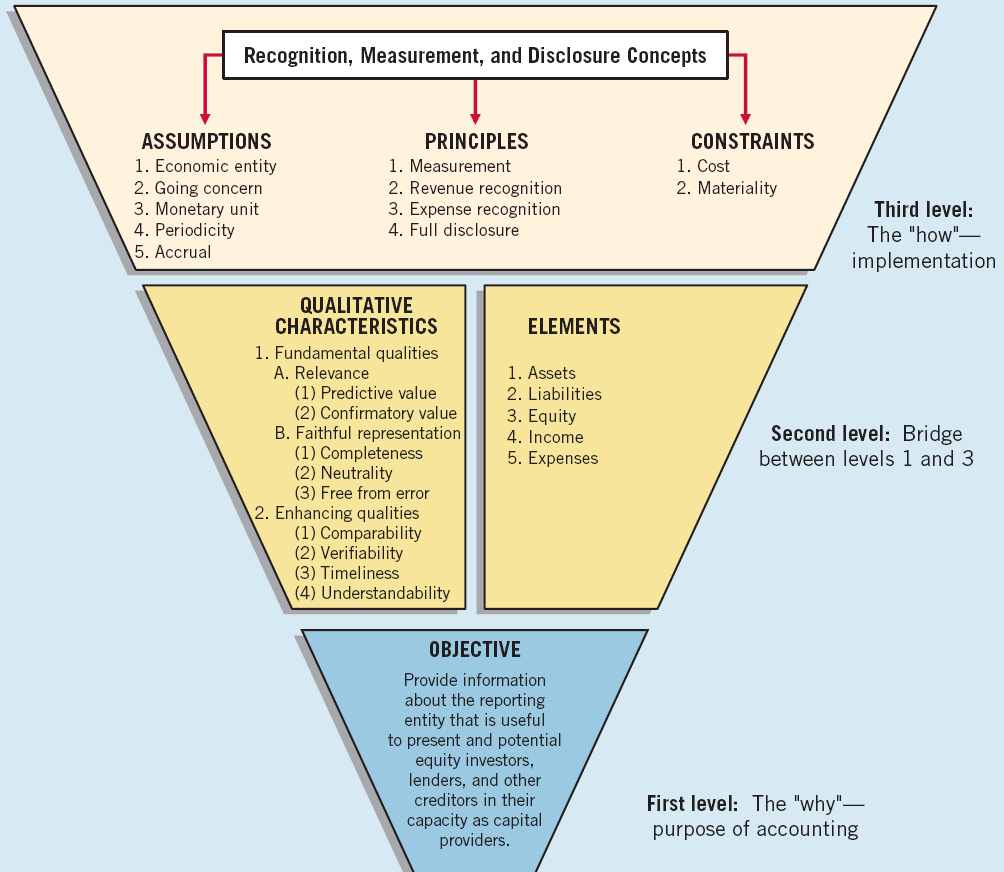 Recognition, Measurement, and Disclosure Concepts
ASSUMPTIONS
1. Economic entity
2. Going concern
3. Monetary unit
4. Periodicity
5. Accrual
PRINCIPLES
1. Measurement
2. Revenue recognition
3. Expense recognition
4. Full disclosure
CONSTRAINTS
1. Cost
2. Materiality
Third level:
The "how"—
implementation
QUALITATIVE
CHARACTERISTICS
1. Fundamental qualities
A. Relevance
(1) Predictive value
(2) Confirmatory value
B. Faithful representation
(1) Completeness
(2) Neutrality
(3) Free from error
2. Enhancing qualities
(1) Comparability
(2) Verifiability
(3) Timeliness
(4) Understandability
ELEMENTS
1. Assets
2. Liabilities
3. Equity
4. Income
5. Expenses
Second level: Bridge
between levels 1 and 3
OBJECTIVE
Provide information
about the reporting
entity that is useful
to present and potential
equity investors,
lenders, and other
creditors in their
capacity as capital
providers.
First level: The "why"—
purpose of accounting